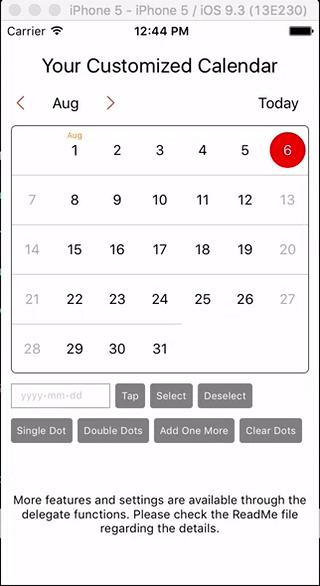 iPhone 5 - iPhone 5 / iOS 9.3 (13E230)
Carrier 12:44 PM
Your Customized Calendar
< Aug > Today
Aug
1 2 3 4 5 6
7 8 9 10 11 12 13
14 15 16 17 18 19 20
21 22 23 24 25 26 27
28 29 30 31
yyyy-mm-dd Tap Select Deselect
Single Dot Double Dots Add One More Clear Dots
More features and settings are available through the
delegate functions. Please check the ReadMe file
regarding the details.